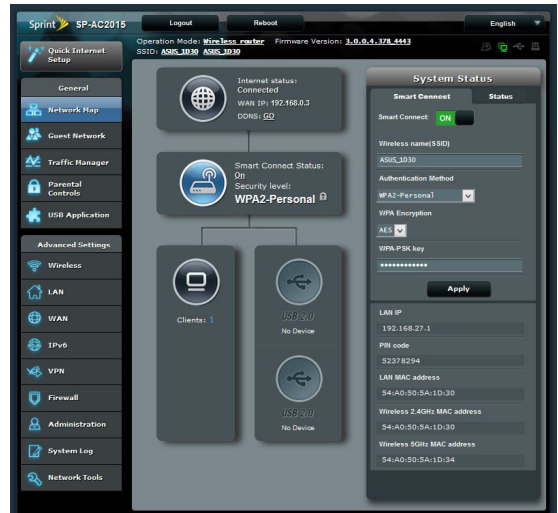 Sprint SP-AC2015
Logout
Reboot
English
Quick Internet
Setup
Operation Mode: Wireless router Firmware Version: 3.0.0.4.378_4443
SSID: ASUS_1D30 ASUS_1D30
General
Network Map
Guest Network
Traffic Manager
Parental
Controls
USB Application
Advanced Settings
Wireless
LAN
WAN
IPv6
VPN
Firewall
Administration
System Log
Network Tools
Internet status:
Connected
WAN IP: 192.168.0.3
DDNS: GO
Smart Connect Status:
On
Security level:
WPA2-Personal
Clients: 1
USB 2.0
No Device
USB 2.0
No Device
System Status
Smart Connect
Status
Smart Connect: ON
Wireless name(SSID)
ASUS_1D30
Authentication Method
WPA2-Personal
WPA Encryption
AES
WPA-PSK key
••••••••••••
Apply
LAN IP
192.168.27.1
PIN code
52378294
LAN MAC address
54:A0:50:5A:1D:30
Wireless 2.4GHz MAC address
54:A0:50:5A:1D:30
Wireless 5GHz MAC address
54:A0:50:5A:1D:34